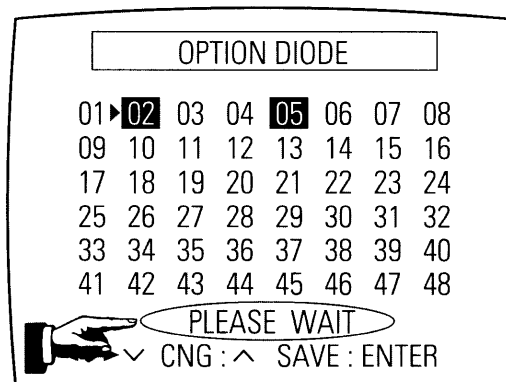 OPTION DIODE
01 ▶ 02 03 04 05 06 07 08
09 10 11 12 13 14 15 16
17 18 19 20 21 22 23 24
25 26 27 28 29 30 31 32
33 34 35 36 37 38 39 40
41 42 43 44 45 46 47 48
PLEASE WAIT
∨ CNG : ∧ SAVE : ENTER